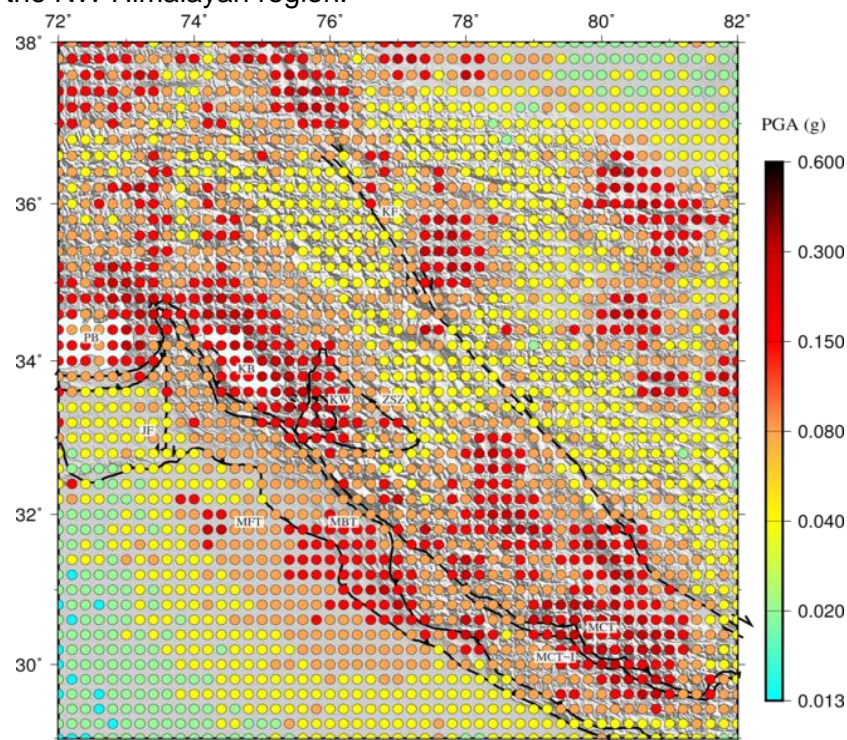 the NW Himalayan region.
72° 74° 76° 78° 80° 82°
38°
PGA (g)
0.600
36°
KF
0.300
0.150
PB
34°
KB
KW ZSZ
JF
0.080
32°
MFT MBT
0.040
0.020
MCT
30°
MCT-I
0.013